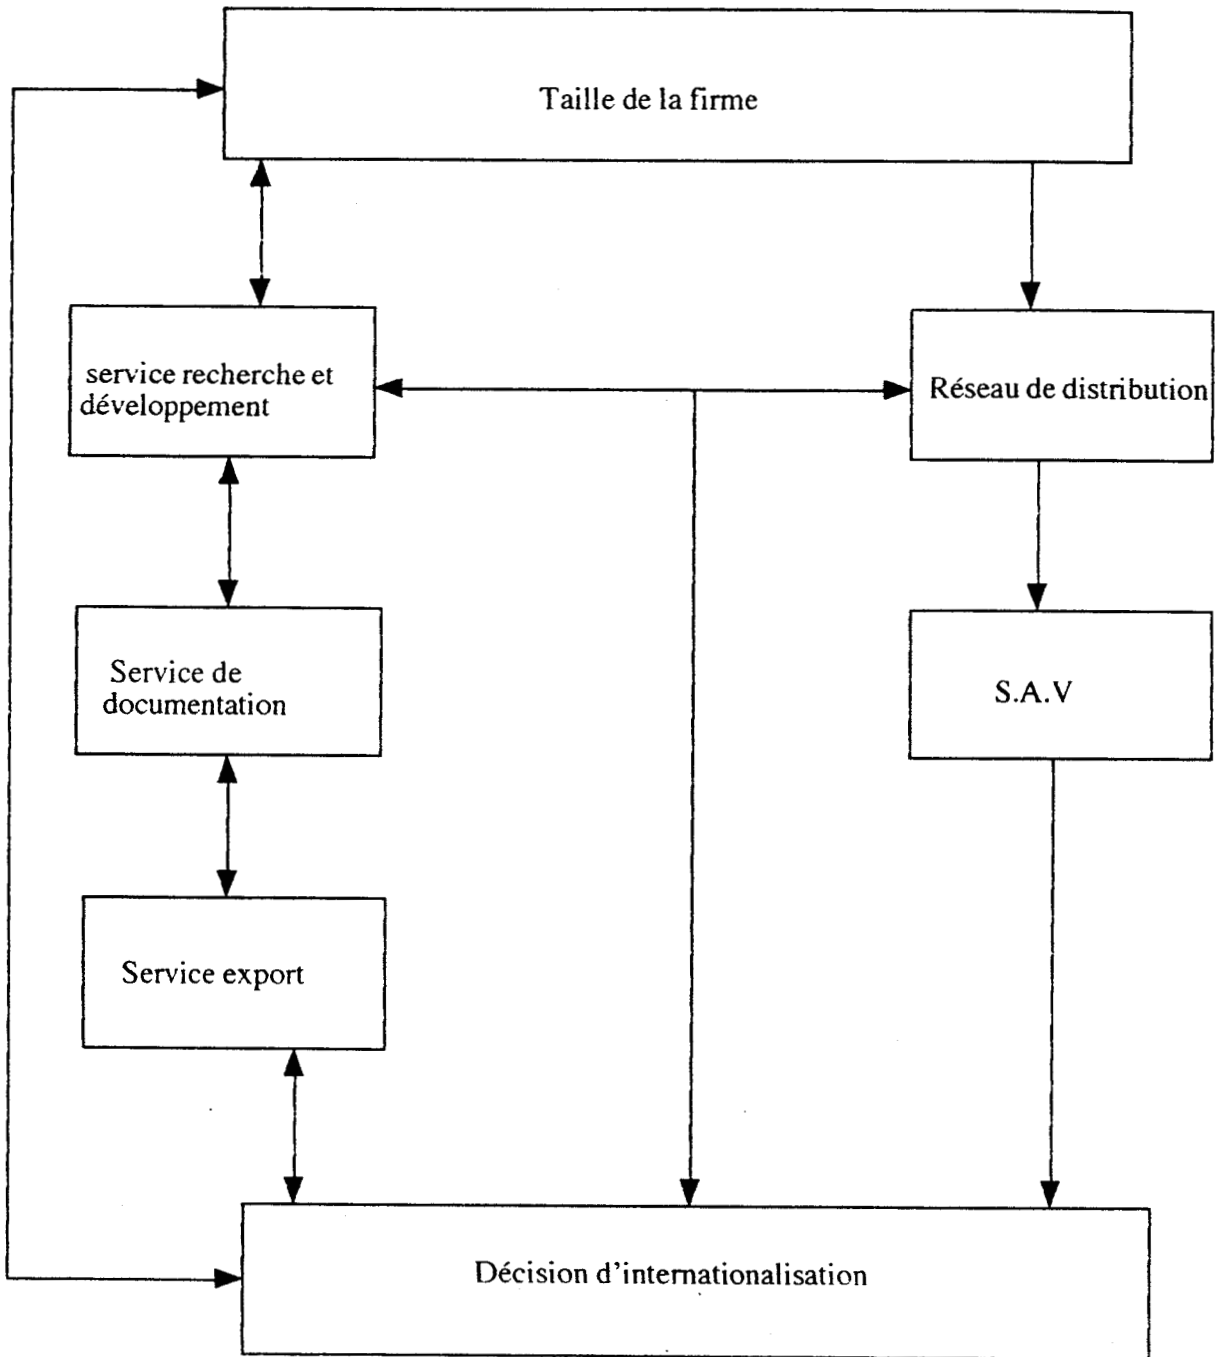 Taille de la firme
service recherche et
développement
Réseau de distribution
Service de
documentation
S.A.V
Service export
Décision d'internationalisation